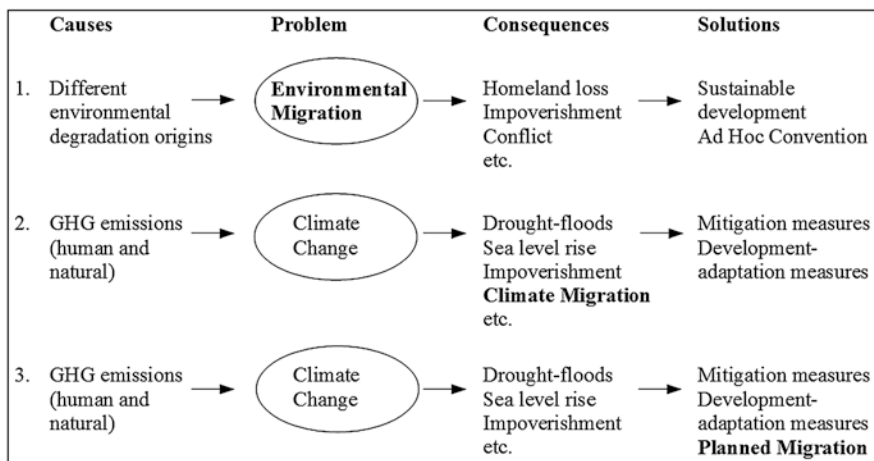 Causes Problem Consequences Solutions
1. Different Environmental Homeland loss Sustainable
environmental Migration Impoverishment development
degradation origins Conflict Ad Hoc Convention
etc.
2. GHG emissions Climate Drought-floods Mitigation measures
(human and Change Sea level rise Development-
natural) Impoverishment adaptation measures
Climate Migration
etc.
3. GHG emissions Climate Drought-floods Mitigation measures
(human and Change Sea level rise Development-
natural) Impoverishment adaptation measures
etc. Planned Migration